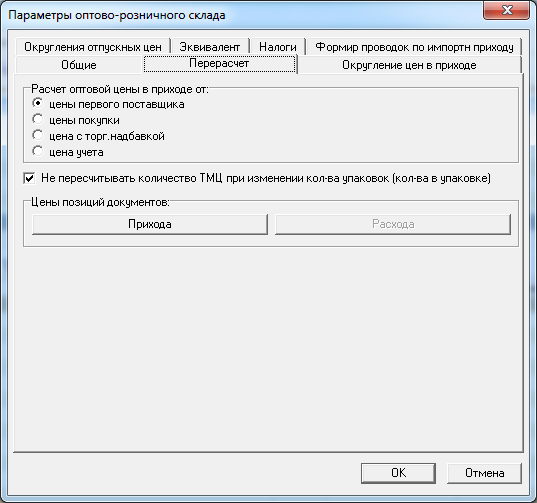 Параметры оптово-розничного склада
Округления отпускных цен Эквивалент Налоги Формир проводок по импортн приходу
Общие Перерасчет Округление цен в приходе
Расчет оптовой цены в приходе от:
цены первого поставщика
цены покупки
цена с торг.надбавкой
цена учета
Не пересчитывать количество ТМЦ при изменении кол-ва упаковок (кол-ва в упаковке)
Цены позиций документов:
Прихода Расхода
OK Отмена